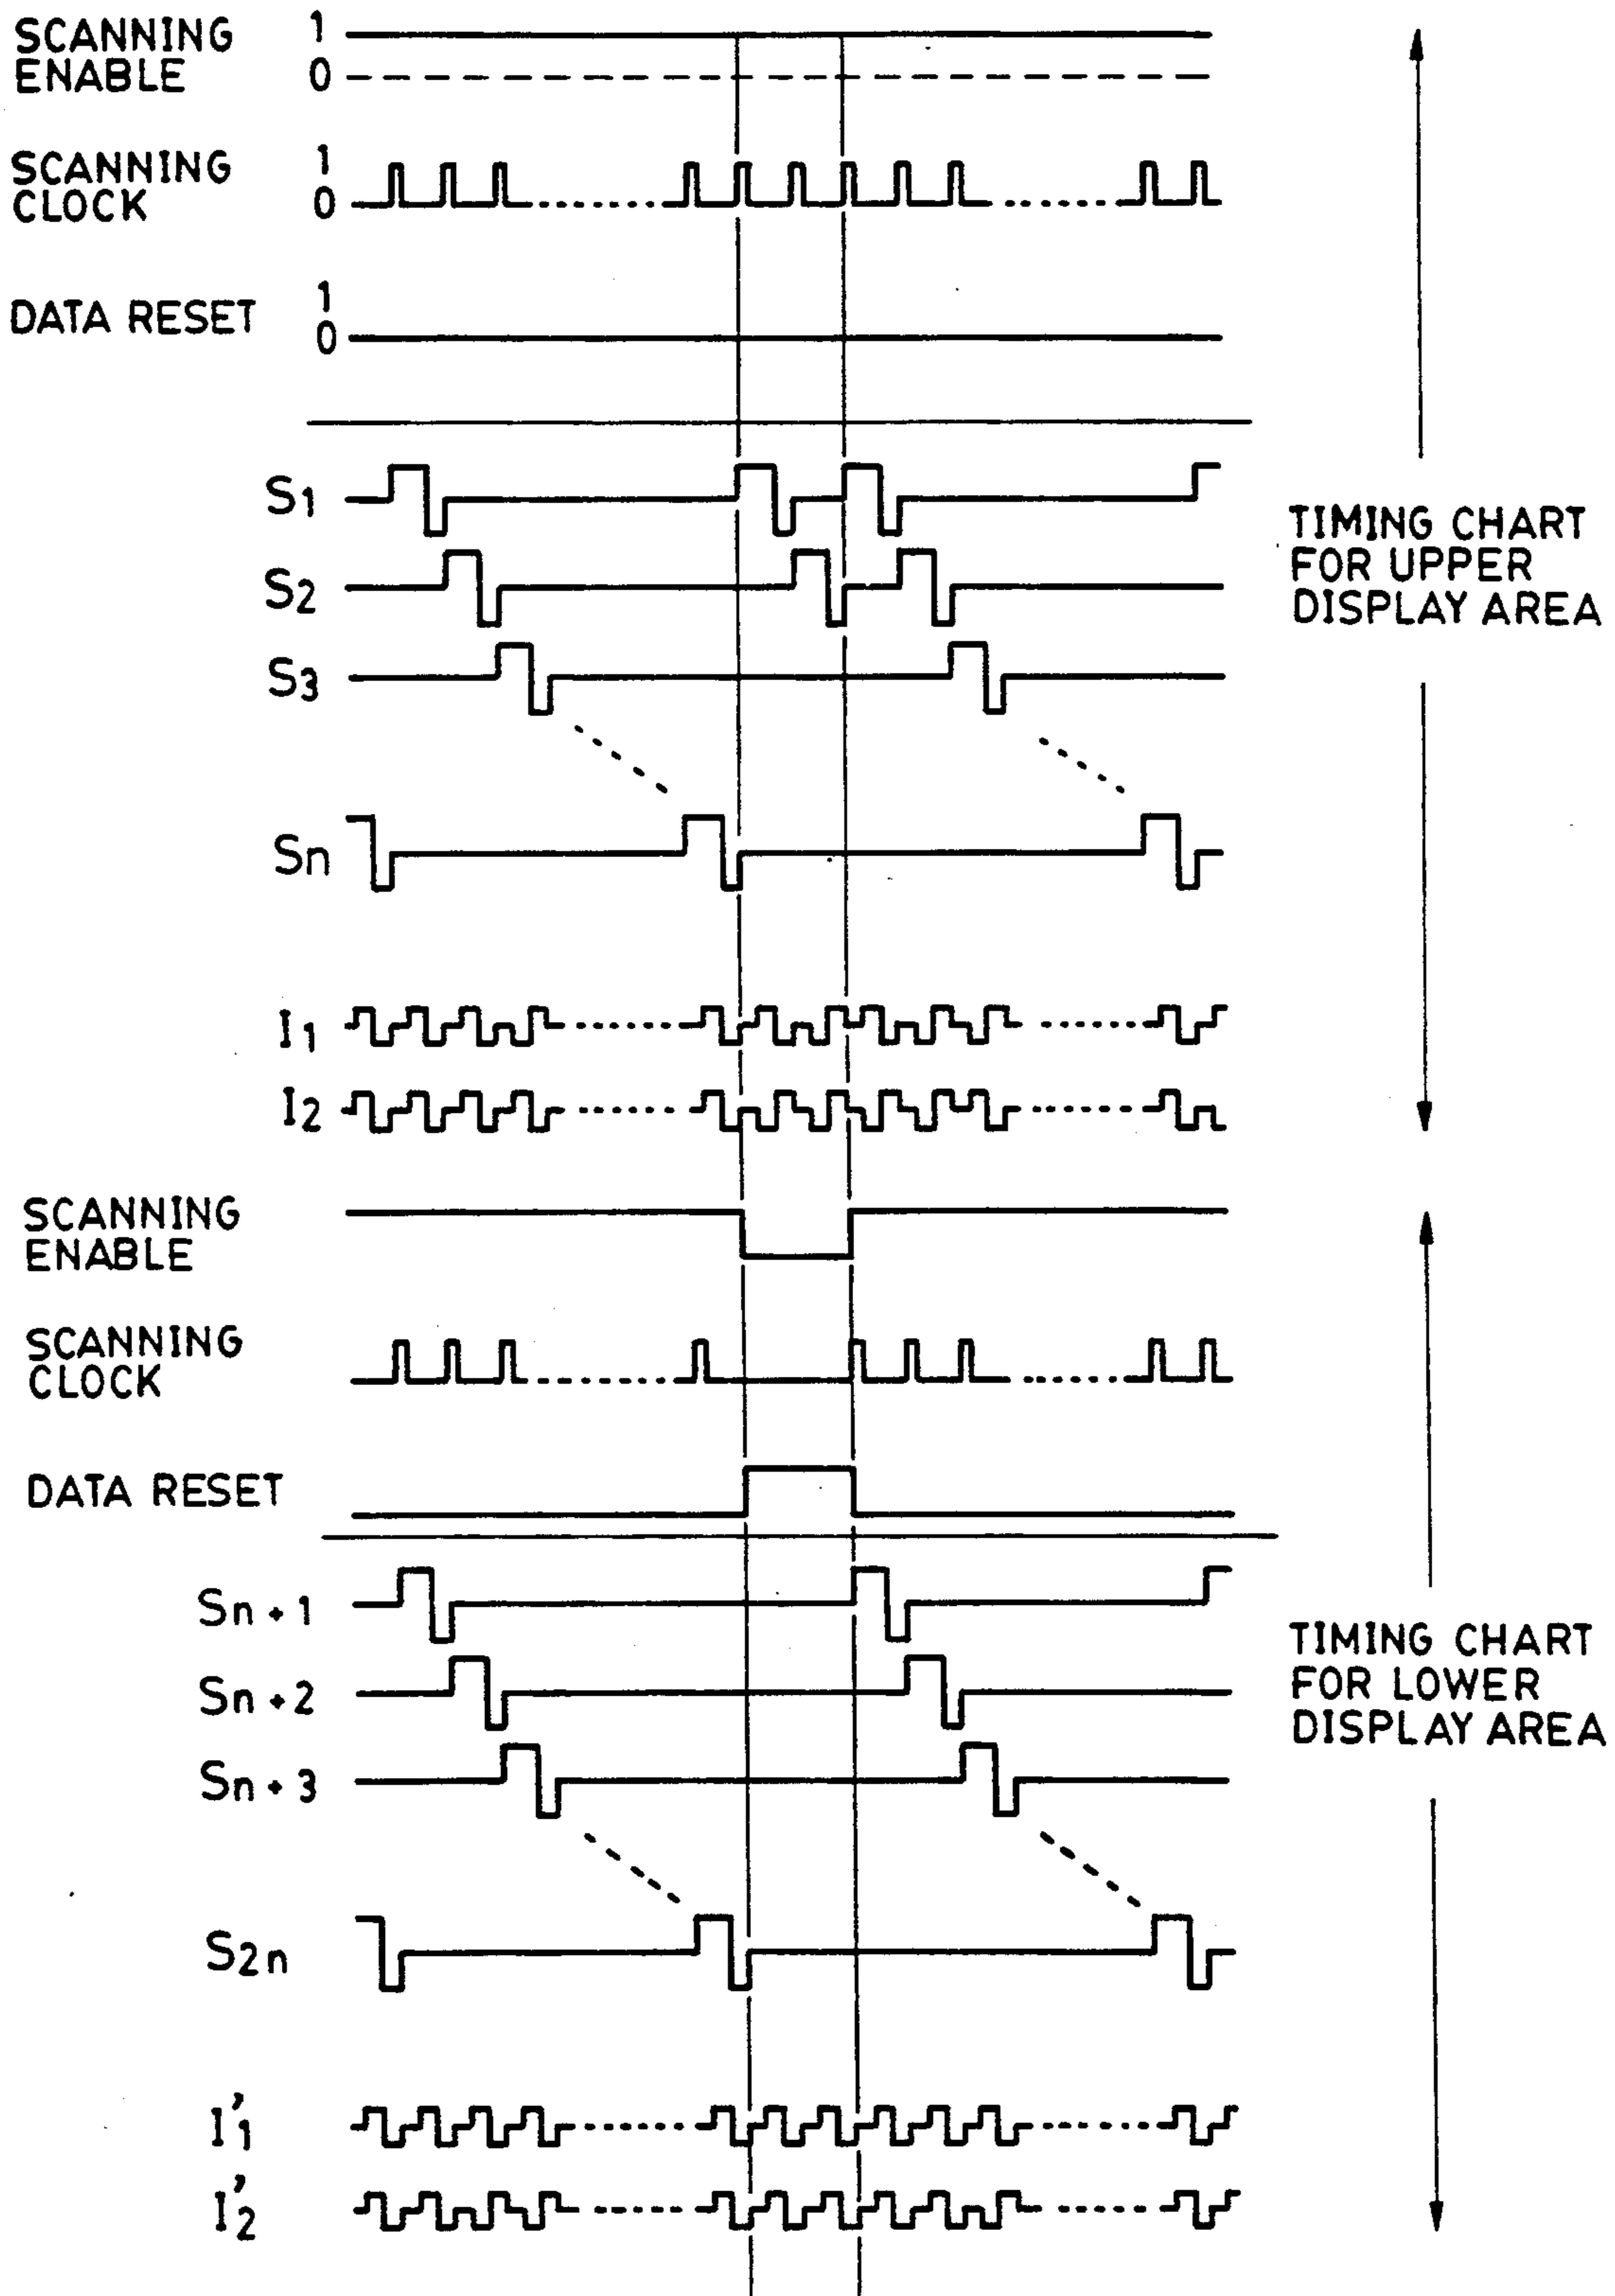 SCANNING
ENABLE
1
0
SCANNING
CLOCK
1
0
DATA RESET
1
0
S1
S2
S3
Sn
I1
I2
TIMING CHART
FOR UPPER
DISPLAY AREA
SCANNING
ENABLE
SCANNING
CLOCK
DATA RESET
Sn+1
Sn+2
Sn+3
S2n
I'1
I'2
TIMING CHART
FOR LOWER
DISPLAY AREA